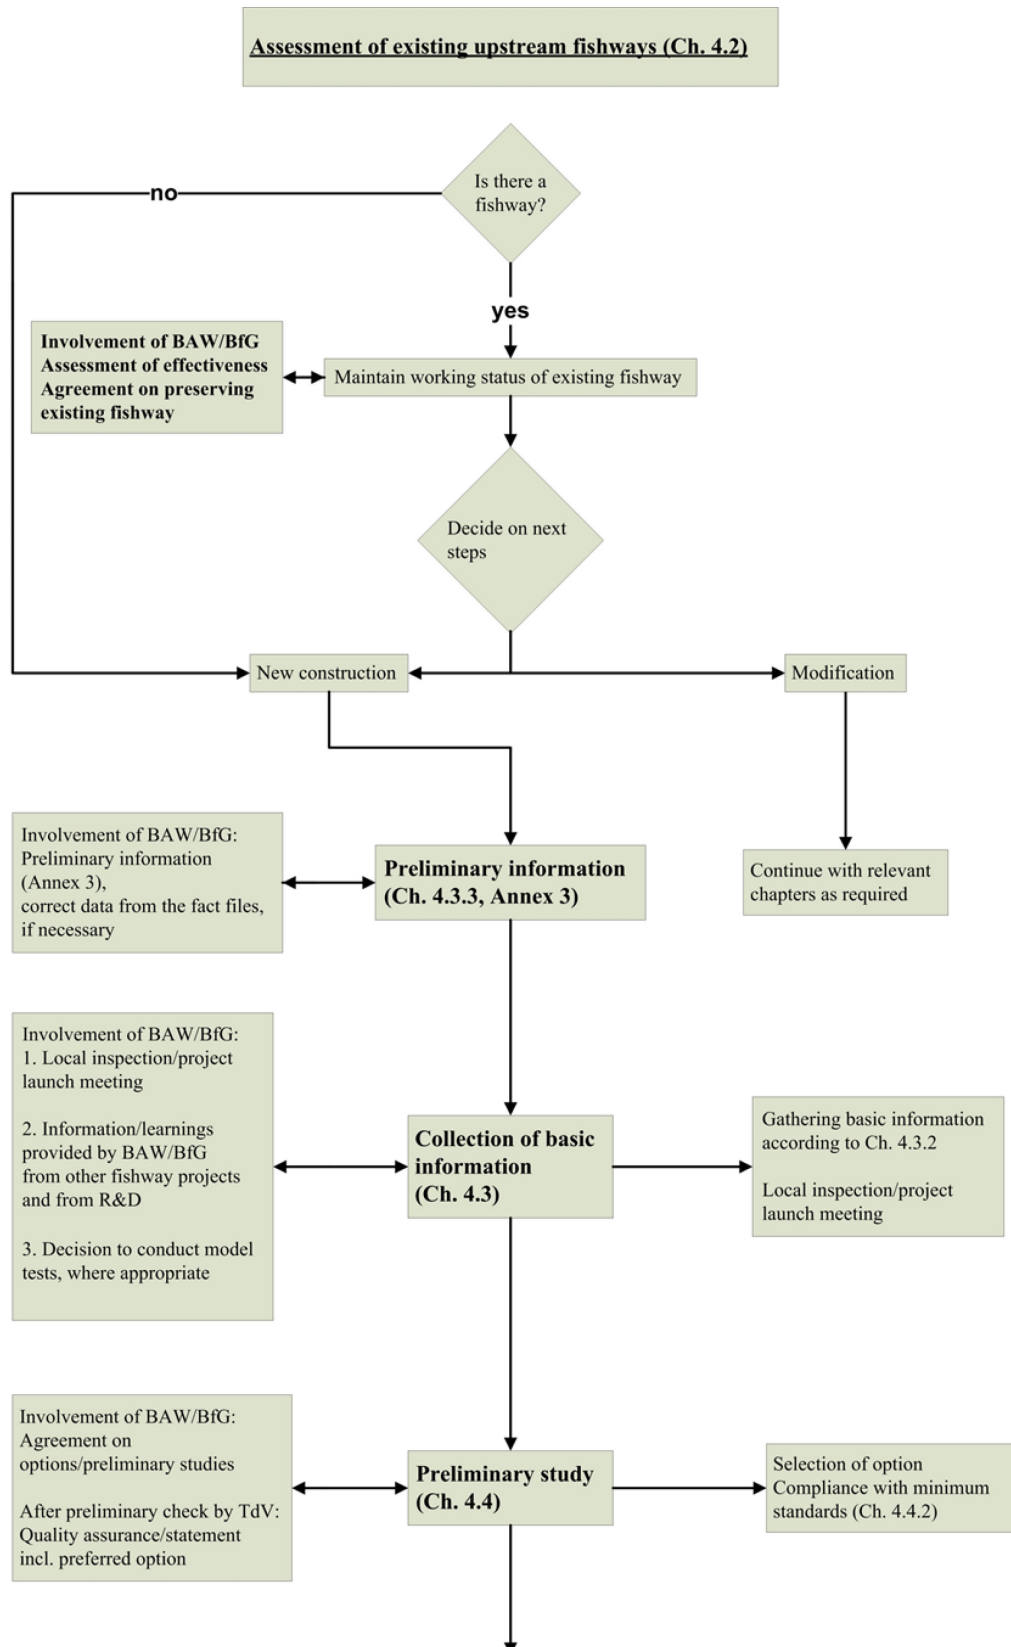 Assessment of existing upstream fishways (Ch. 4.2)
Is there a
fishway?
no
yes
Involvement of BAW/BfG
Assessment of effectiveness
Agreement on preserving
existing fishway
Maintain working status of existing fishway
Decide on next
steps
New construction
Modification
Involvement of BAW/BfG:
Preliminary information
(Annex 3),
correct data from the fact files,
if necessary
Preliminary information
(Ch. 4.3.3, Annex 3)
Continue with relevant
chapters as required
Involvement of BAW/BfG:
1. Local inspection/project
launch meeting
2. Information/learnings
provided by BAW/BfG
from other fishway projects
and from R&D
3. Decision to conduct model
tests, where appropriate
Collection of basic
information
(Ch. 4.3)
Gathering basic information
according to Ch. 4.3.2
Local inspection/project
launch meeting
Involvement of BAW/BfG:
Agreement on
options/preliminary studies
After preliminary check by TdV:
Quality assurance/statement
incl. preferred option
Preliminary study
(Ch. 4.4)
Selection of option
Compliance with minimum
standards (Ch. 4.4.2)